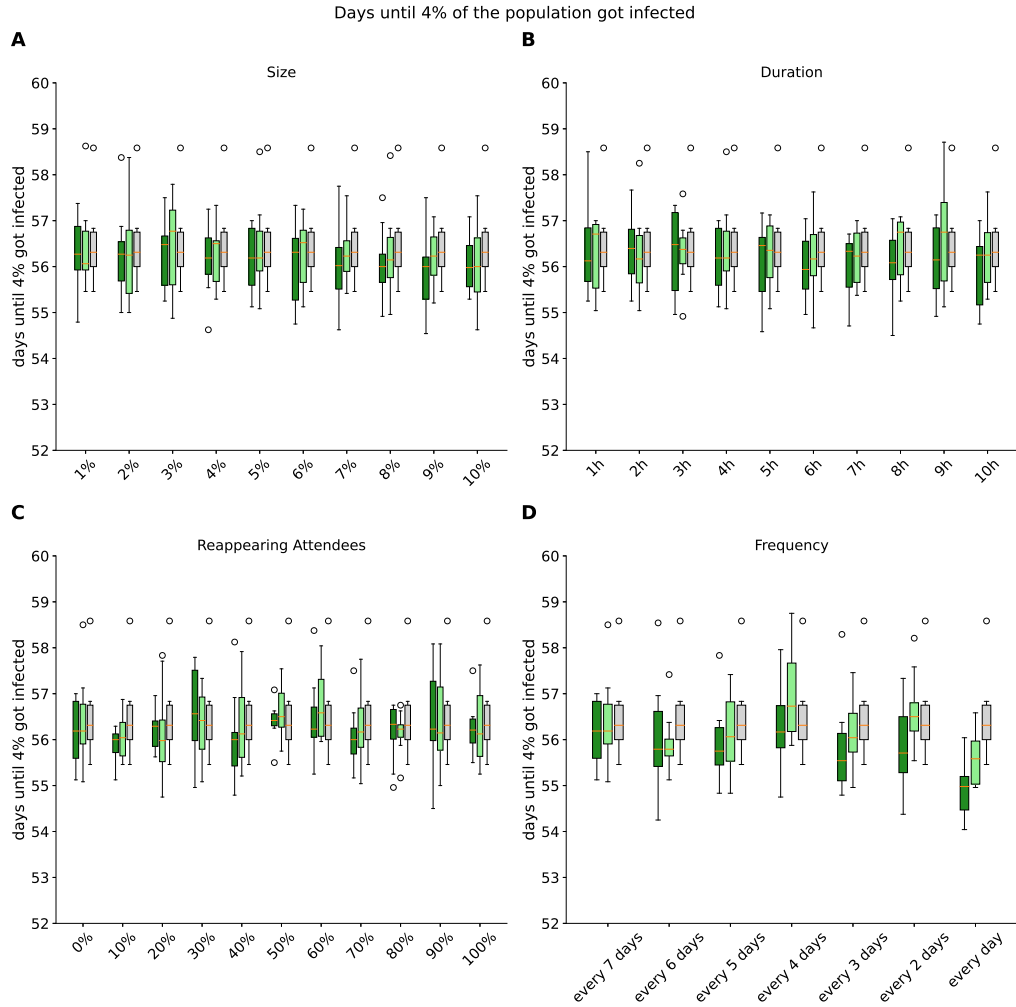 Days until 4% of the population got infected
A
B
Size
Duration
days until 4% got infected
60
59
58
57
56
55
54
53
52
1%
2%
3%
4%
5%
6%
7%
8%
9%
10%
days until 4% got infected
60
59
58
57
56
55
54
53
52
1h
2h
3h
4h
5h
6h
7h
8h
9h
10h
C
D
Reappearing Attendees
Frequency
days until 4% got infected
60
59
58
57
56
55
54
53
52
0%
10%
20%
30%
40%
50%
60%
70%
80%
90%
100%
days until 4% got infected
60
59
58
57
56
55
54
53
52
every 7 days
every 6 days
every 5 days
every 4 days
every 3 days
every 2 days
every day